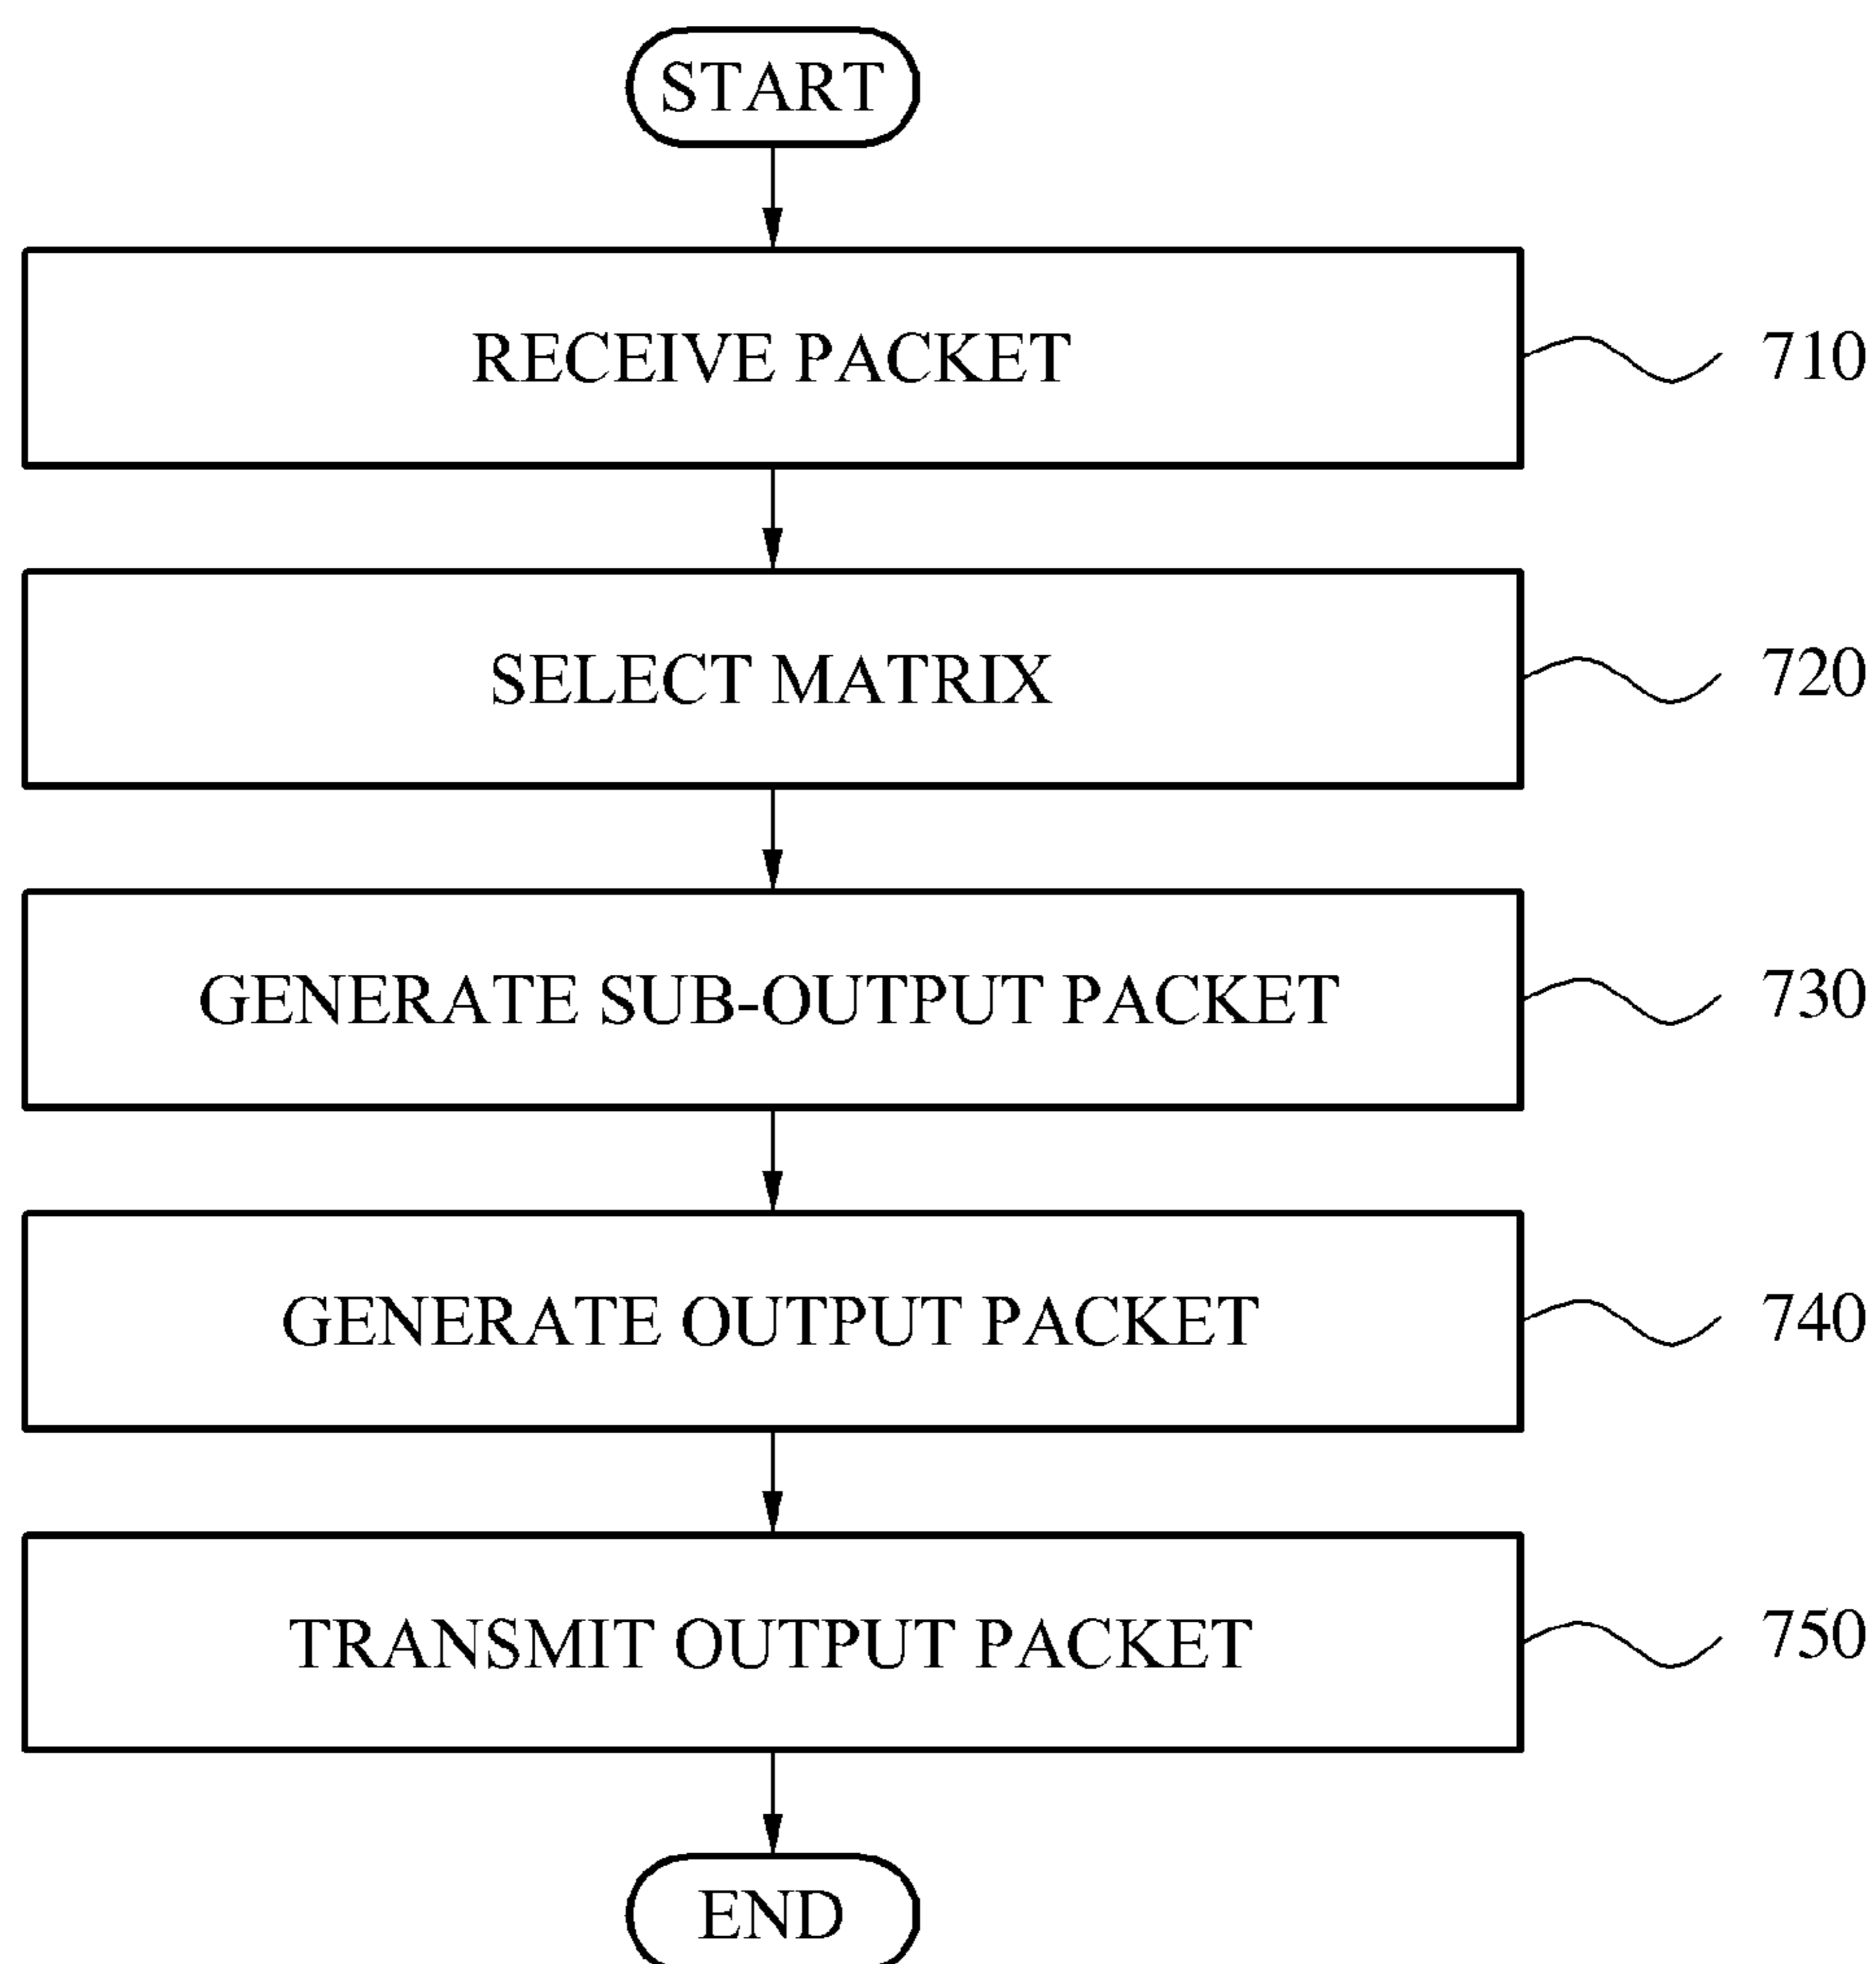 START
RECEIVE PACKET
710
SELECT MATRIX
720
GENERATE SUB-OUTPUT PACKET
730
GENERATE OUTPUT PACKET
740
TRANSMIT OUTPUT PACKET
750
END